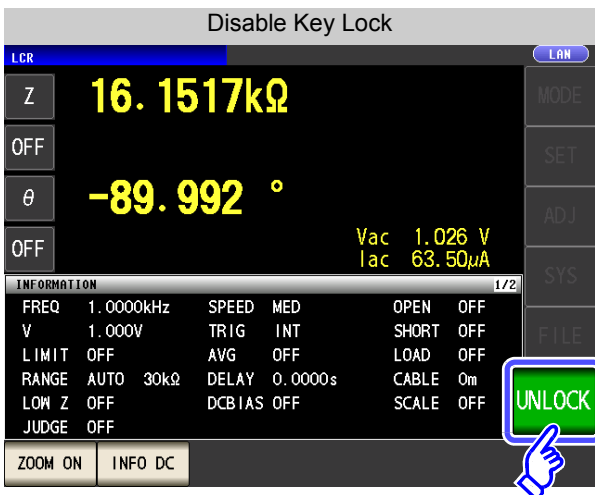 Disable Key Lock
LCR
LAN
Z 16.1517kΩ
MODE
OFF
SET
θ -89.992 °
ADJ
OFF
Vac 1.026 V
Iac 63.50µA
SYS
INFORMATION 1/2
FREQ 1.0000kHz SPEED MED OPEN OFF
V 1.000V TRIG INT SHORT OFF
FILE
LIMIT OFF AVG OFF LOAD OFF
RANGE AUTO 30kΩ DELAY 0.0000s CABLE 0m
LOW Z OFF DCBIAS OFF SCALE OFF
UNLOCK
JUDGE OFF
ZOOM ON INFO DC